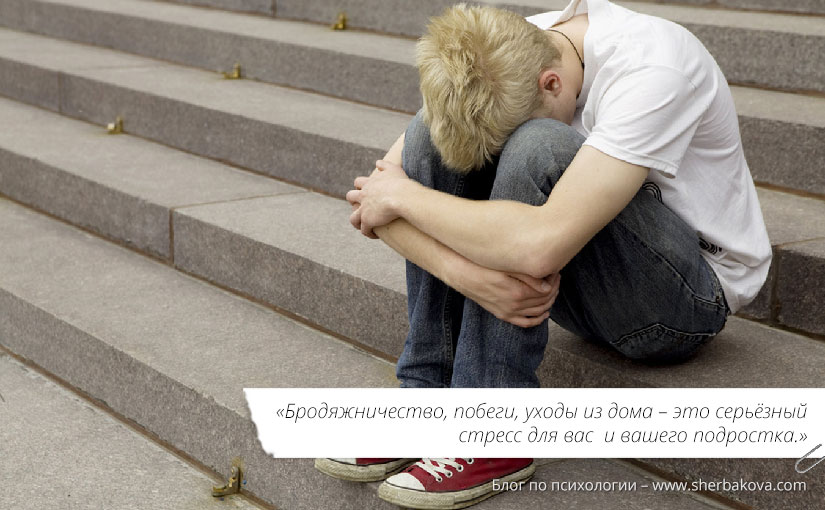 «Бродяжничество, побеги, уходы из дома – это серьёзный
стресс для вас и вашего подростка.»
Блог по психологии – www.sherbakova.com